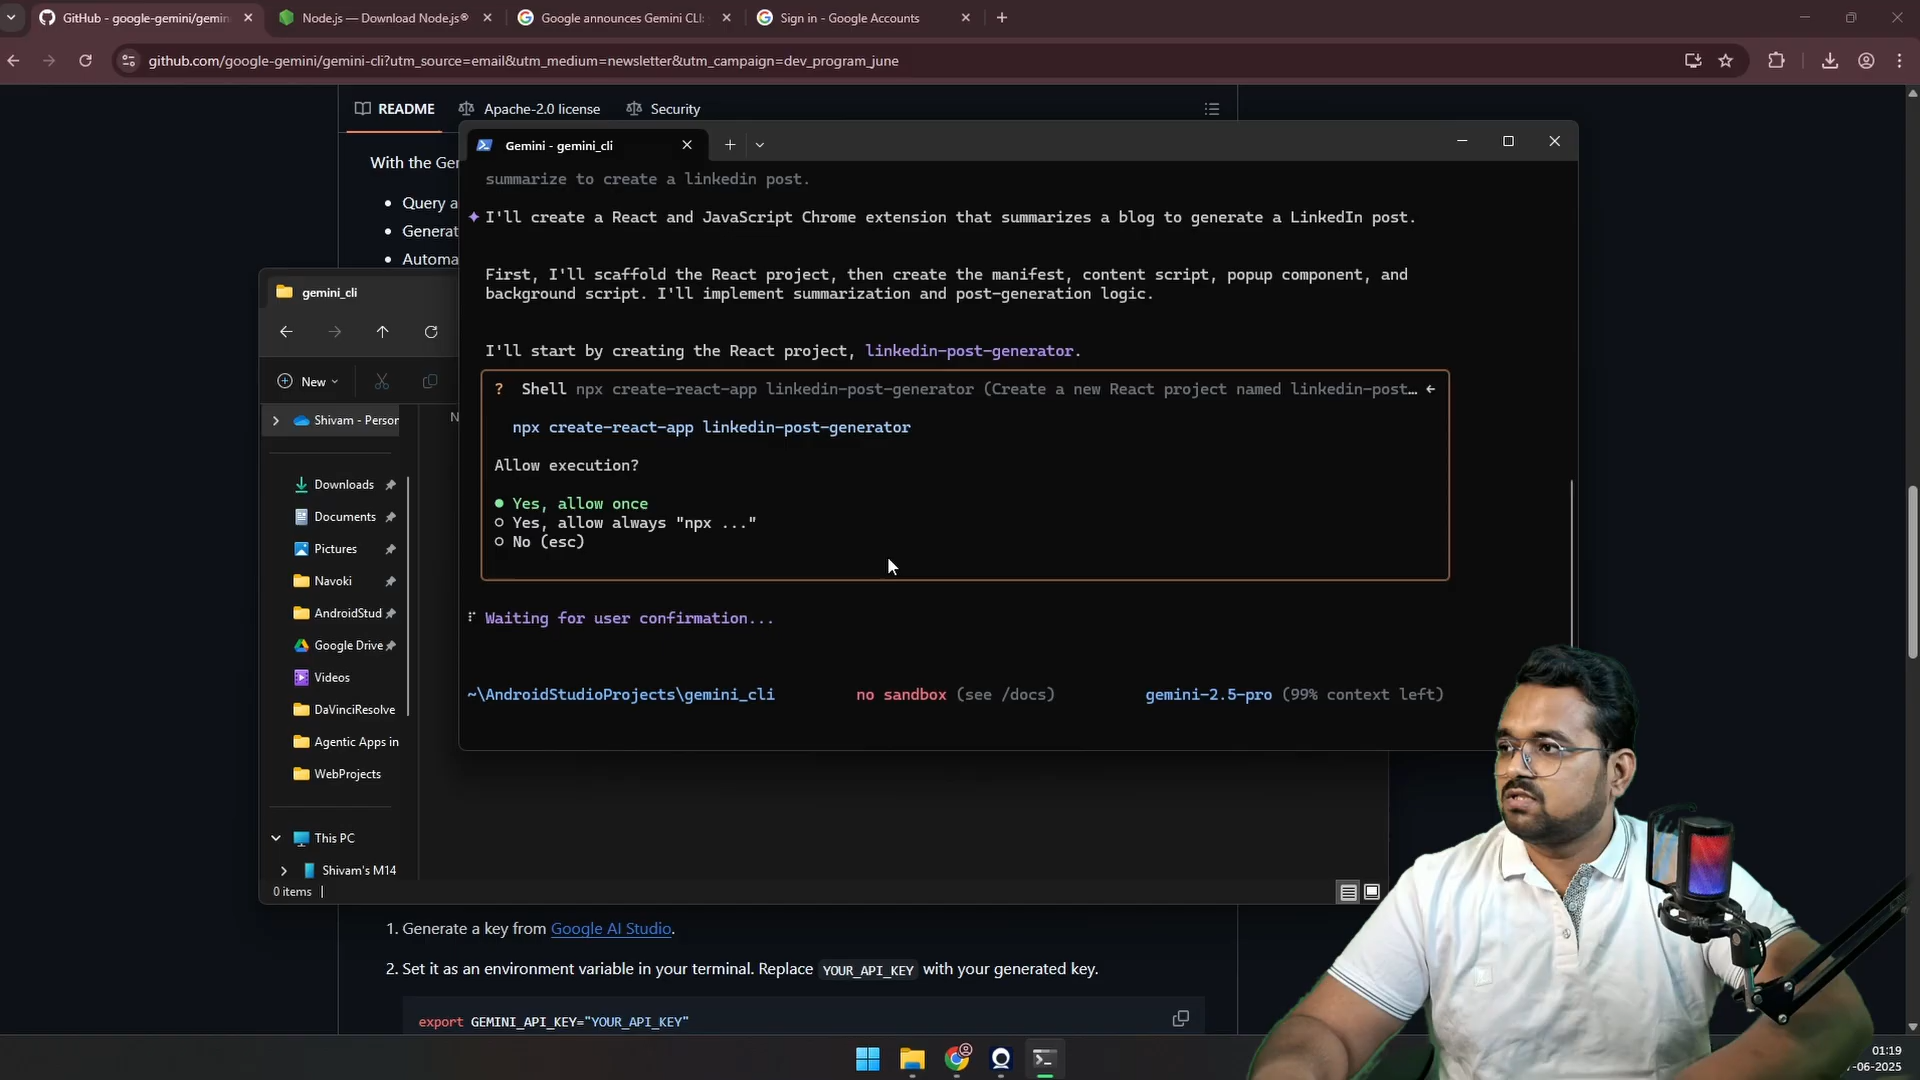 GitHub - google-gemini/gemin
Node.js — Download Node.js®
Google announces Gemini CLI:
Sign in - Google Accounts
github.com/google-gemini/gemini-cli?utm_source=email&utm_medium=newsletter&utm_campaign=dev_program_june
README
Apache-2.0 license
Security
With the Ger
Query a
Generat
Automa
Gemini - gemini_cli
summarize to create a linkedin post.
I'll create a React and JavaScript Chrome extension that summarizes a blog to generate a LinkedIn post.
First, I'll scaffold the React project, then create the manifest, content script, popup component, and
background script. I'll implement summarization and post-generation logic.
I'll start by creating the React project, linkedin-post-generator.
? Shell npx create-react-app linkedin-post-generator (Create a new React project named linkedin-post… ←
npx create-react-app linkedin-post-generator
Allow execution?
● Yes, allow once
○ Yes, allow always "npx ..."
○ No (esc)
Waiting for user confirmation...
~\AndroidStudioProjects\gemini_cli
no sandbox (see /docs)
gemini-2.5-pro (99% context left)
gemini_cli
New
N
Shivam - Person
Downloads
Documents
Pictures
Navoki
AndroidStud
Google Drive
Videos
DaVinciResolve
Agentic Apps in
WebProjects
This PC
Shivam's M14
0 items
1. Generate a key from Google AI Studio.
2. Set it as an environment variable in your terminal. Replace YOUR_API_KEY with your generated key.
export GEMINI_API_KEY="YOUR_API_KEY"
01:19
-06-2025